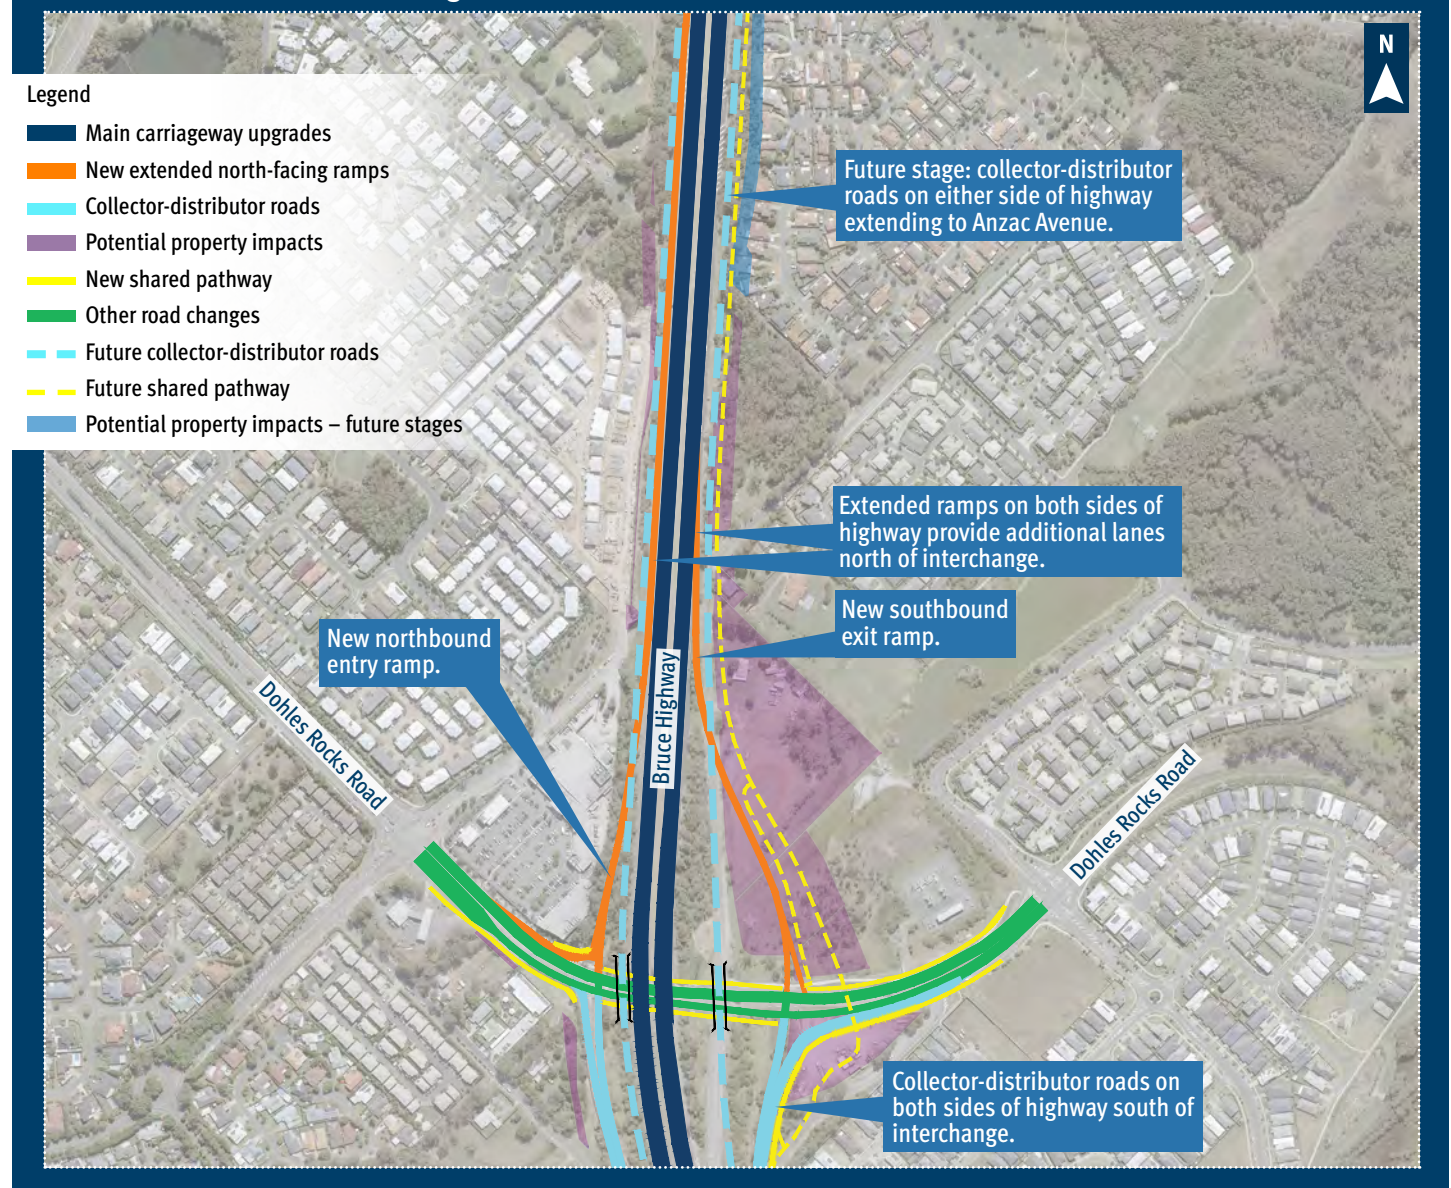 N
Legend
Main carriageway upgrades
New extended north-facing ramps
Collector-distributor roads
Potential property impacts
New shared pathway
Other road changes
Future collector-distributor roads
Future shared pathway
Potential property impacts – future stages
Future stage: collector-distributor
roads on either side of highway
extending to Anzac Avenue.
Extended ramps on both sides of
highway provide additional lanes
north of interchange.
New southbound
exit ramp.
New northbound
entry ramp.
Bruce Highway
Dohles Rocks Road
Dohles Rocks Road
Collector-distributor roads on
both sides of highway south of
interchange.